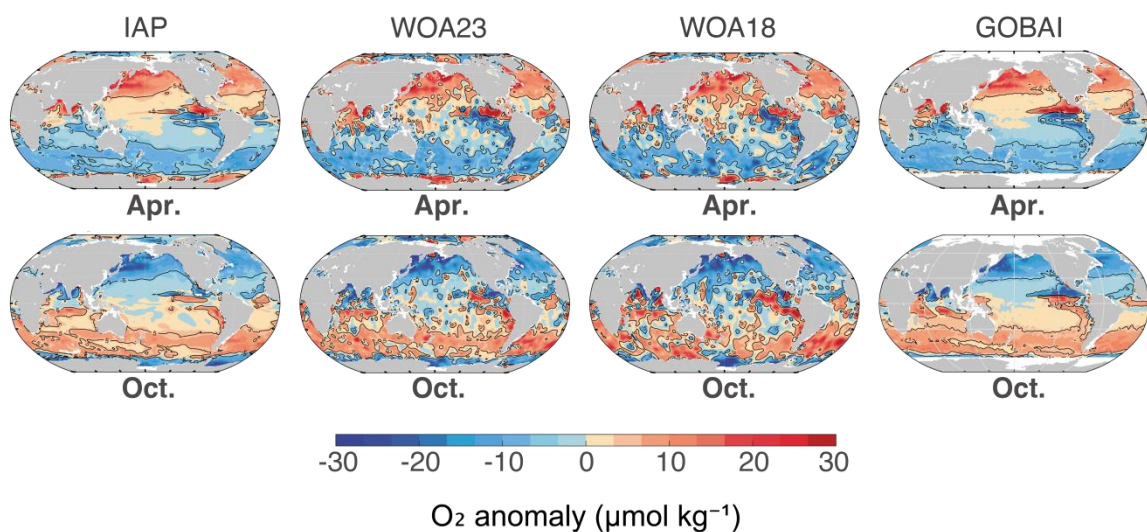 IAP WOA23 WOA18 GOBAI
Apr. Apr. Apr. Apr.
Oct. Oct. Oct. Oct.
-30 -20 -10 0 10 20 30
O₂ anomaly (μmol kg⁻¹)